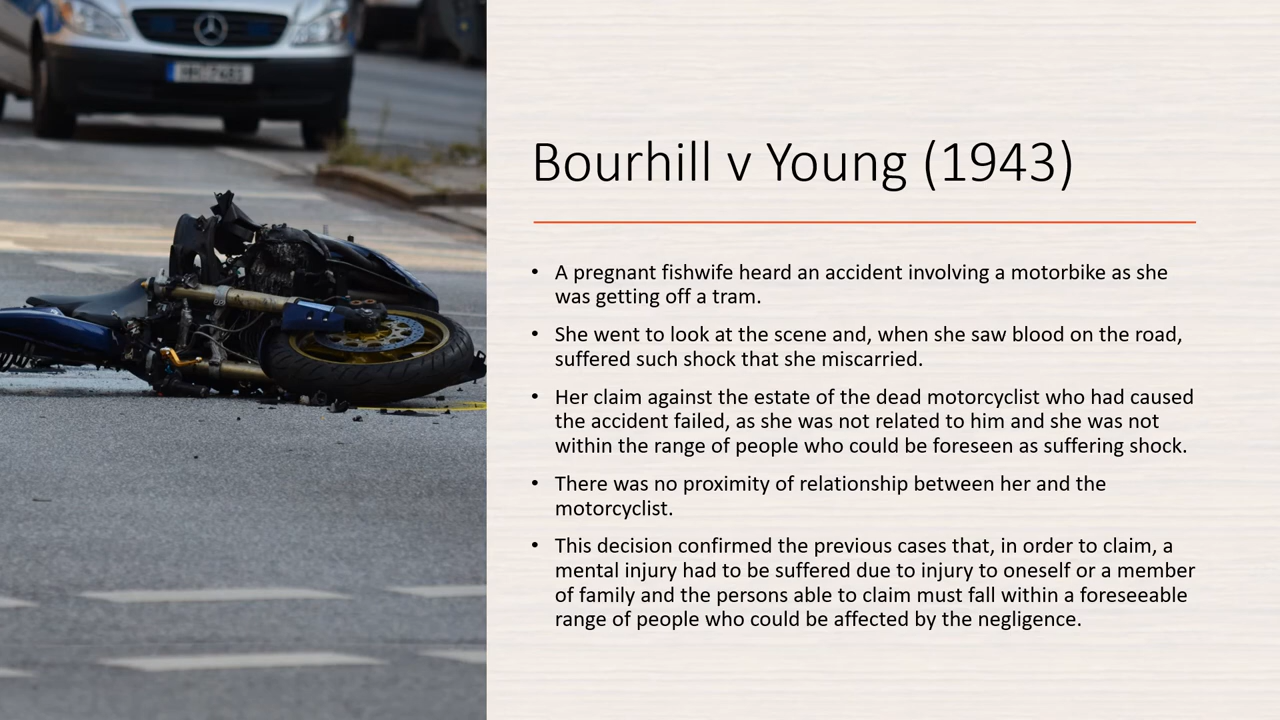 Bourhill v Young (1943)
• A pregnant fishwife heard an accident involving a motorbike as she
was getting off a tram.
• She went to look at the scene and, when she saw blood on the road,
suffered such shock that she miscarried.
• Her claim against the estate of the dead motorcyclist who had caused
the accident failed, as she was not related to him and she was not
within the range of people who could be foreseen as suffering shock.
• There was no proximity of relationship between her and the
motorcyclist.
• This decision confirmed the previous cases that, in order to claim, a
mental injury had to be suffered due to injury to oneself or a member
of family and the persons able to claim must fall within a foreseeable
range of people who could be affected by the negligence.